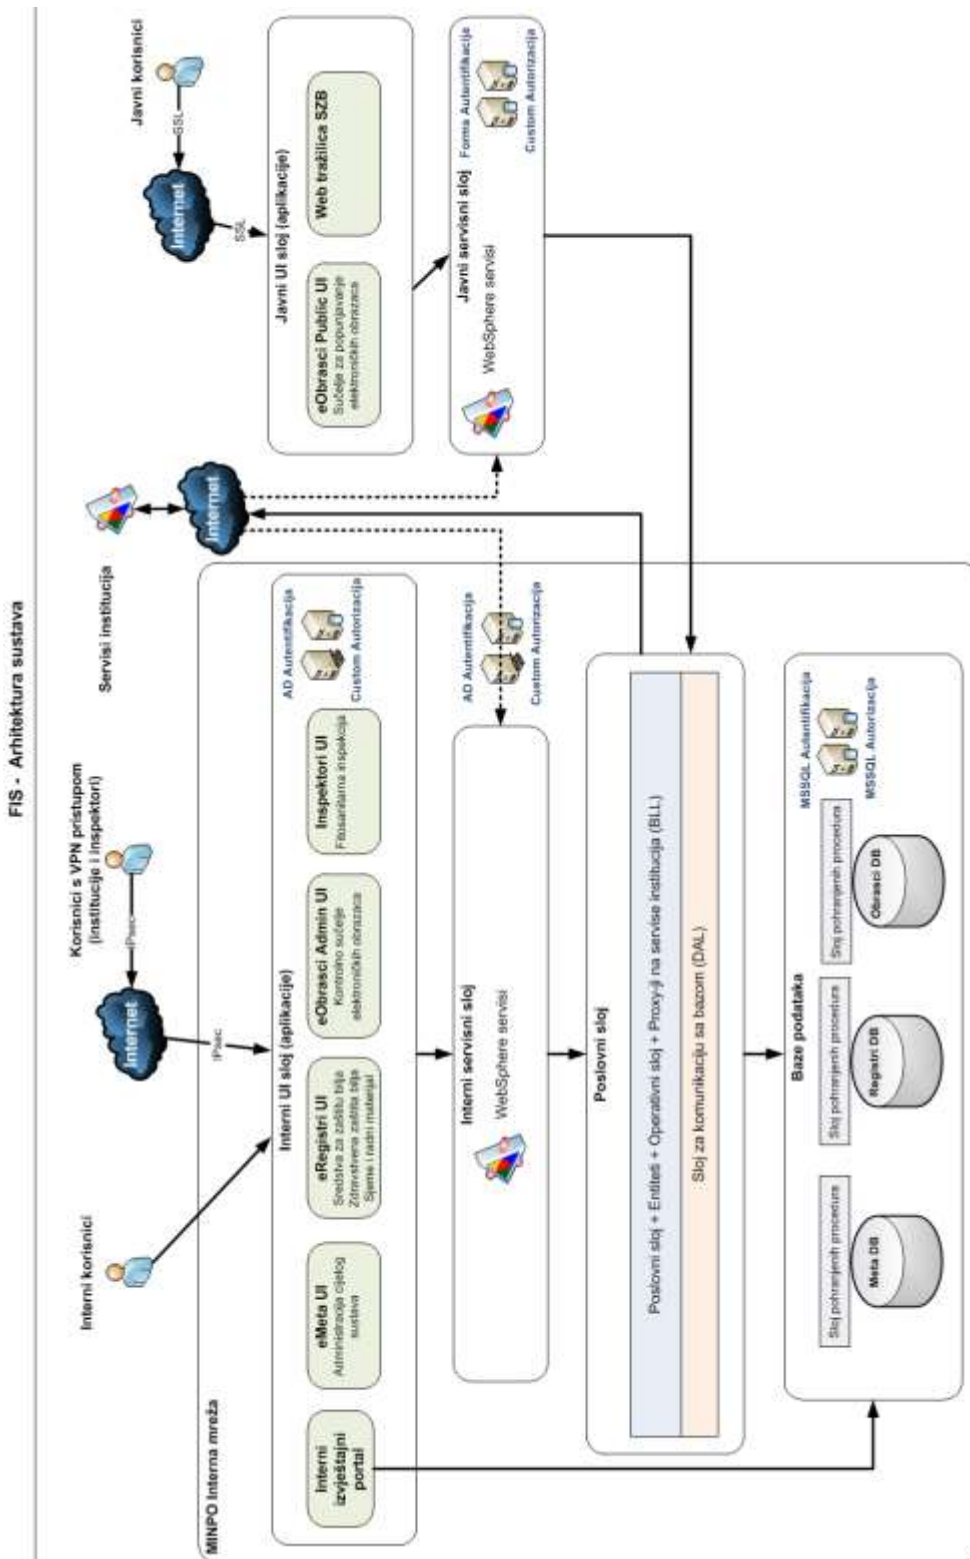 FIS - Arhitektura sustava
Interni korisnici
Korisnici s VPN pristupom
(institucije i inspektori)
IPsec
Internet
IPsec
Servisi institucija
Internet
Javni korisnici
SSL
Internet
SSL
MINPO Interna mreža
Interni UI sloj (aplikacije)
Interni
izvještajni
portal
eMeta UI
Administracija cijelog
sustava
eRegistri UI
Sredstva za zaštitu bilja
Zdravstvena zaštita bilja
Sjeme i radni materijal
eObrasci Admin UI
Kontrolno sučelje
elektroničkih obrazaca
Inspektori UI
Fitosanitarna inspekcija
AD Autentifikacija
Custom Autorizacija
Javni UI sloj (aplikacije)
eObrasci Public UI
Sučelje za popunjavanje
elektroničkih obrazaca
Web tražilica SZB
Interni servisni sloj
WebSphere servisi
AD Autentifikacija
Custom Autorizacija
Javni servisni sloj
WebSphere servisi
Forms Autentifikacija
Custom Autorizacija
Poslovni sloj
Poslovni sloj + Entiteti + Operativni sloj + Proxy-ji na servise institucija (BLL)
Sloj za komunikaciju sa bazom (DAL)
Baze podataka
Sloj pohranjenih procedura
Meta DB
Sloj pohranjenih procedura
Registri DB
Sloj pohranjenih procedura
Obrasci DB
MSSQL Autentifikacija
MSSQL Autorizacija